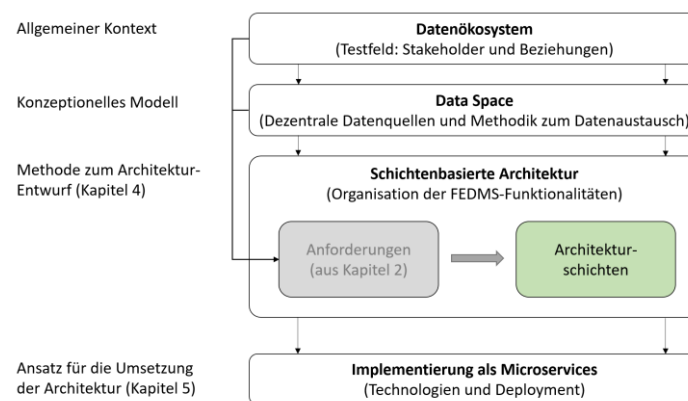 Allgemeiner Kontext
Datenökosystem
(Testfeld: Stakeholder und Beziehungen)
Konzeptionelles Modell
Data Space
(Dezentrale Datenquellen und Methodik zum Datenaustausch)
Methode zum Architektur-
Entwurf (Kapitel 4)
Schichtenbasierte Architektur
(Organisation der FEDMS-Funktionalitäten)
Anforderungen
(aus Kapitel 2)
Architektur-
schichten
Ansatz für die Umsetzung
der Architektur (Kapitel 5)
Implementierung als Microservices
(Technologien und Deployment)